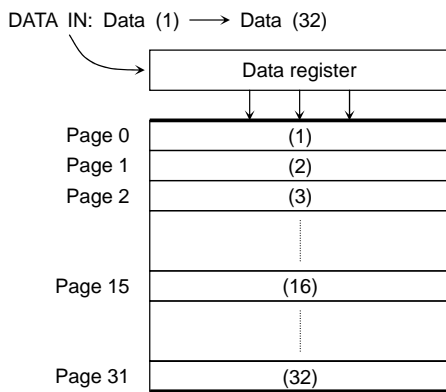 DATA IN: Data (1) ⟶ Data (32)
Data register
Page 0 (1)
Page 1 (2)
Page 2 (3)
Page 15 (16)
Page 31 (32)